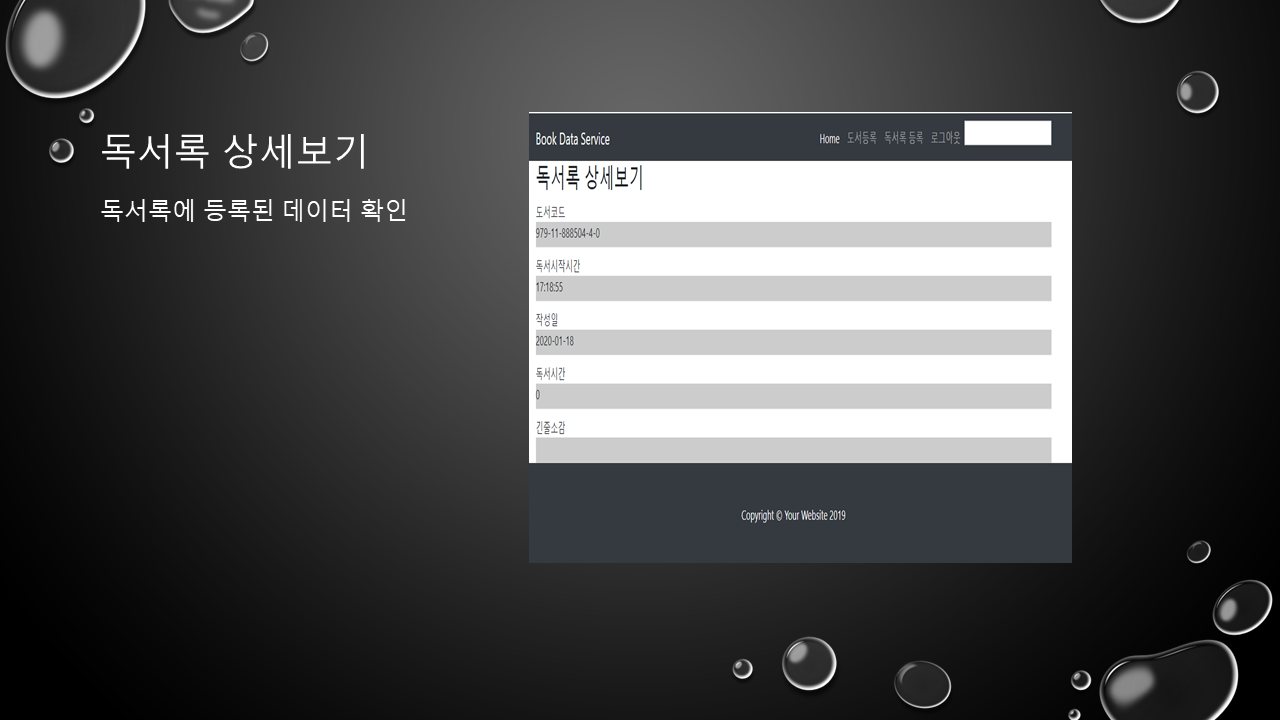 독서록 상세보기
독서록에 등록된 데이터 확인
Book Data Service
Home 도서등록 독서록 등록 로그아웃
독서록 상세보기
도서코드
979-11-888504-4-0
독서시작시간
17:18:55
작성일
2020-01-18
독서시간
0
긴줄소감
Copyright © Your Website 2019